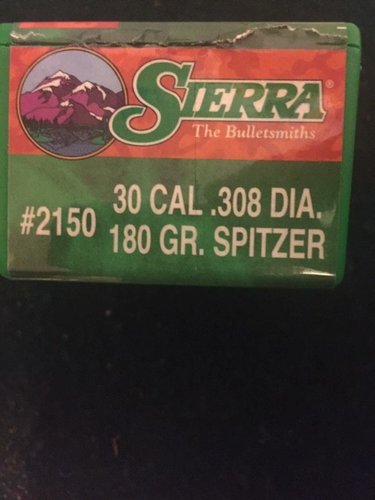 SIERRA®
The Bulletsmiths
#2150
30 CAL .308 DIA.
180 GR. SPITZER